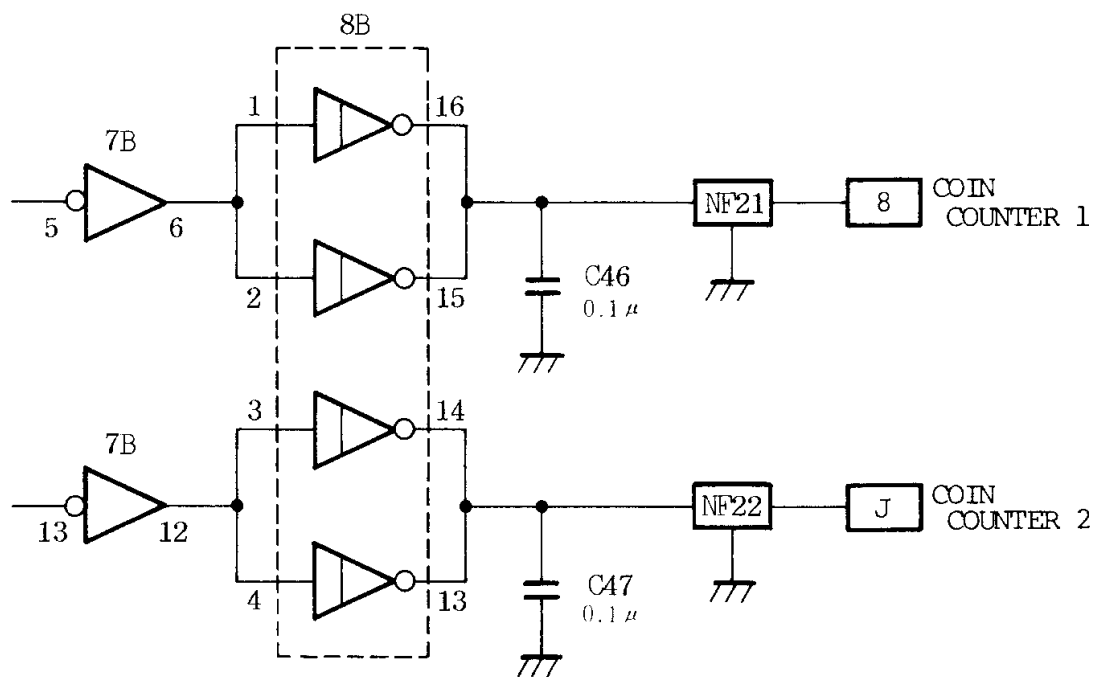 8B
1
16
7B
5
6
2
15
NF21
8
COIN
COUNTER 1
C46
0.1μ
3
14
7B
13
12
4
13
NF22
J
COIN
COUNTER 2
C47
0.1μ